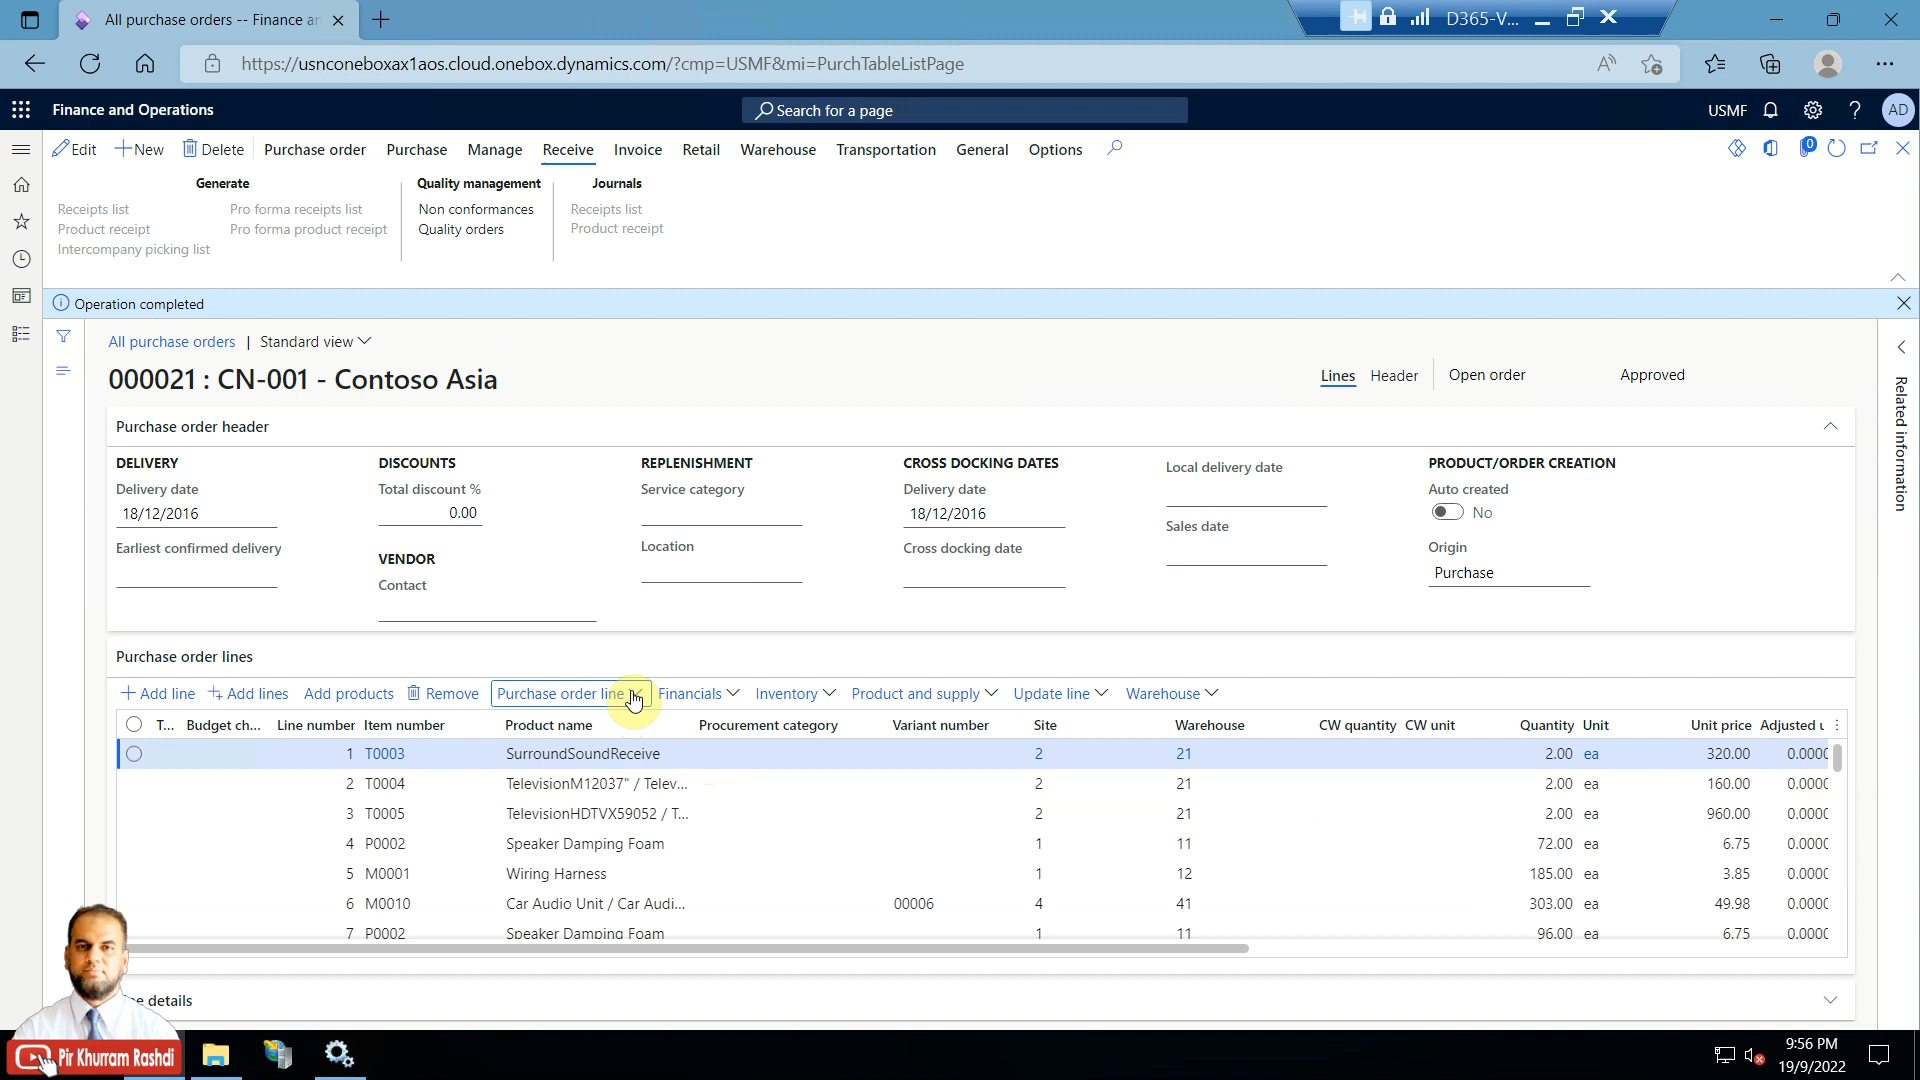 All purchase orders -- Finance an
D365-V...
https://usnconeboxax1aos.cloud.onebox.dynamics.com/?cmp=USMF&mi=PurchTableListPage
Finance and Operations
Search for a page
USMF
AD
Edit New Delete Purchase order Purchase Manage Receive Invoice Retail Warehouse Transportation General Options
0
Generate Quality management Journals
Receipts list Pro forma receipts list Non conformances Receipts list
Product receipt Pro forma product receipt Quality orders Product receipt
Intercompany picking list
Operation completed
All purchase orders | Standard view
000021 : CN-001 - Contoso Asia
Lines Header Open order Approved
Related information
Purchase order header
DELIVERY DISCOUNTS REPLENISHMENT CROSS DOCKING DATES Local delivery date PRODUCT/ORDER CREATION
Delivery date Total discount % Service category Delivery date Auto created
18/12/2016 0.00 18/12/2016 No
Sales date
Earliest confirmed delivery VENDOR Location Cross docking date Origin
Contact Purchase
Purchase order lines
Add line Add lines Add products Remove Purchase order line Financials Inventory Product and supply Update line Warehouse
T... Budget ch... Line number Item number Product name Procurement category Variant number Site Warehouse CW quantity CW unit Quantity Unit Unit price Adjusted u
1 T0003 SurroundSoundReceive 2 21 2.00 ea 320.00 0.0000
2 T0004 TelevisionM12037" / Telev... 2 21 2.00 ea 160.00 0.0000
3 T0005 TelevisionHDTVX59052 / T... 2 21 2.00 ea 960.00 0.0000
4 P0002 Speaker Damping Foam 1 11 72.00 ea 6.75 0.0000
5 M0001 Wiring Harness 1 12 185.00 ea 3.85 0.0000
6 M0010 Car Audio Unit / Car Audi... 00006 4 41 303.00 ea 49.98 0.0000
7 P0002 Speaker Damping Foam 1 11 96.00 ea 6.75 0.0000
e details
Pir Khurram Rashdi
9:56 PM
19/9/2022